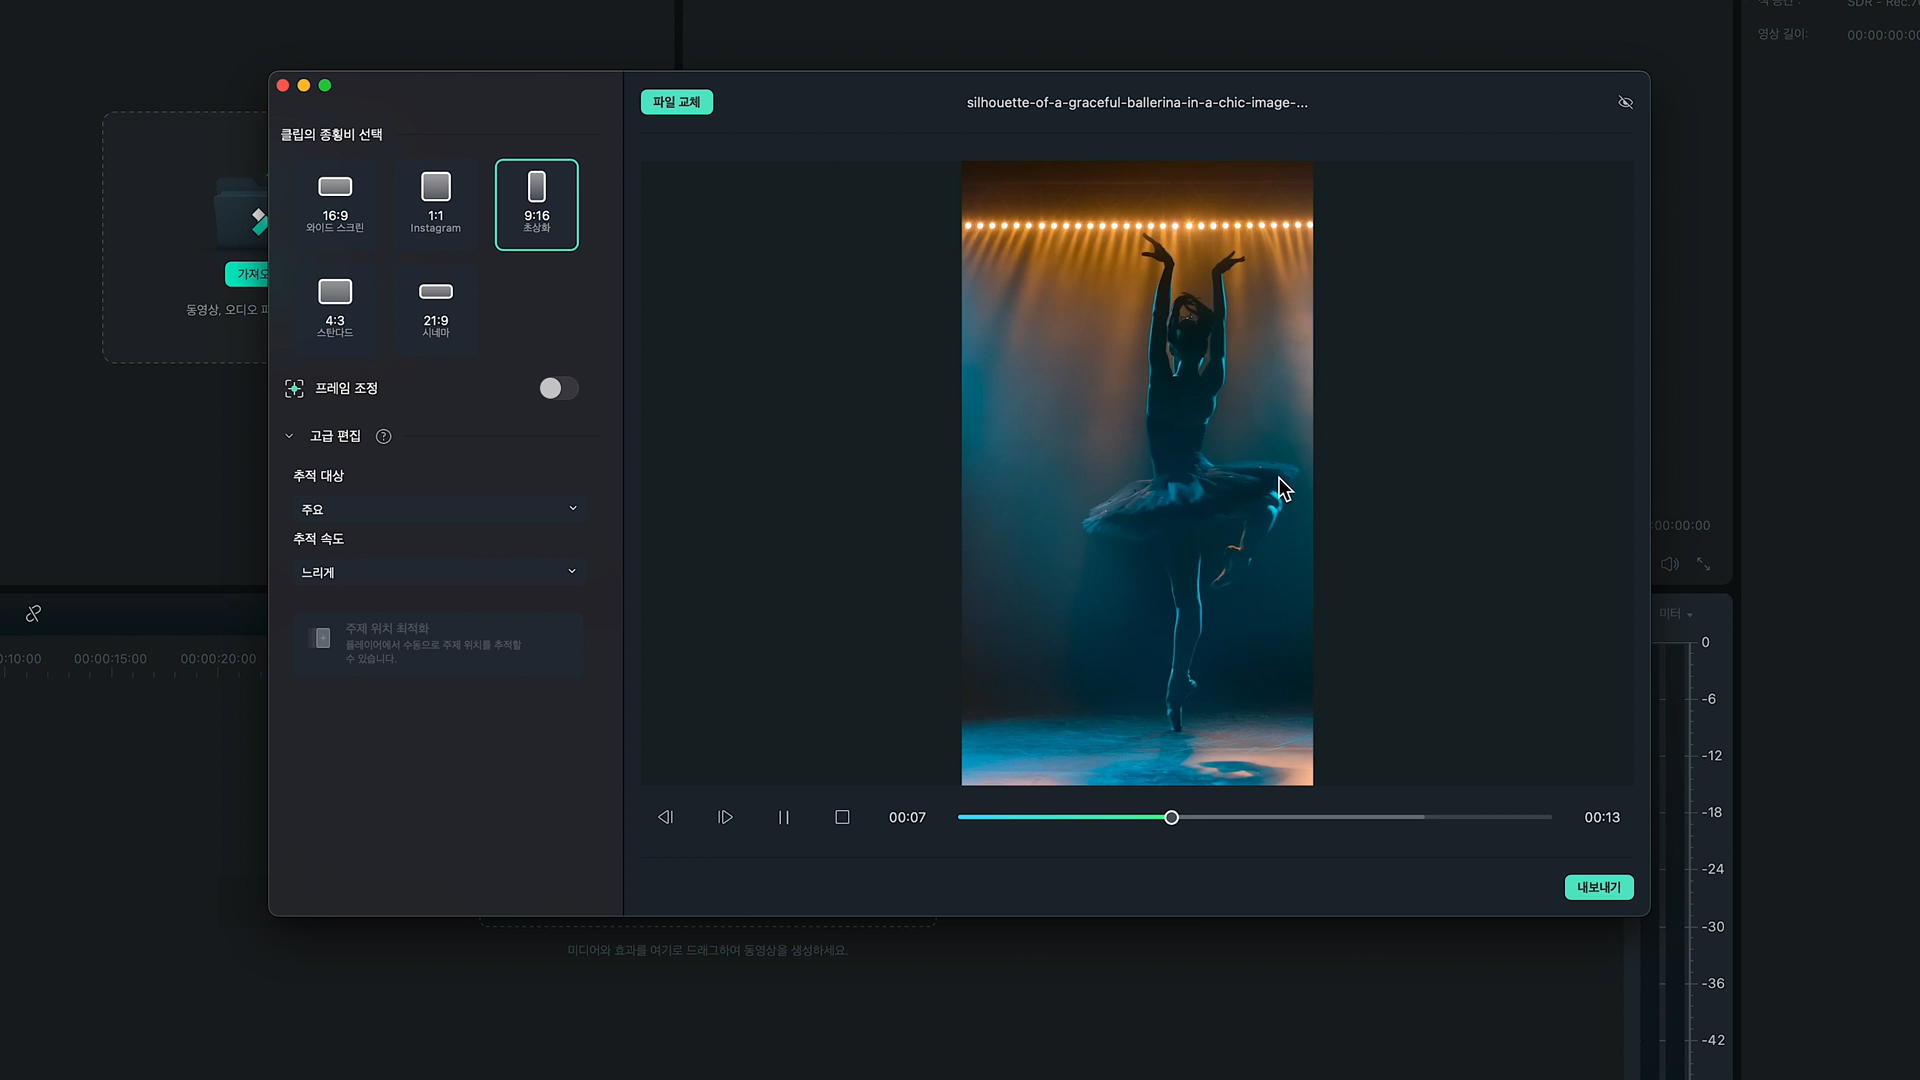 영상 길이:
00:00:00:00
파일 교체
silhouette-of-a-graceful-ballerina-in-a-chic-image-...
클립의 종횡비 선택
16:9
와이드 스크린
1:1
Instagram
9:16
초상화
4:3
스탄다드
21:9
시네마
프레임 조정
고급 편집
?
추적 대상
주요
추적 속도
느리게
주제 위치 최적화
플레이어에서 수동으로 주제 위치를 추적할
수 있습니다.
동영상, 오디오
00:07
00:13
내보내기
:00:00:00
미터
:10:00
00:00:15:00
00:00:20:00
0
-6
-12
-18
-24
-30
-36
-42
미디어와 효과를 여기로 드래그하여 동영상을 생성하세요.